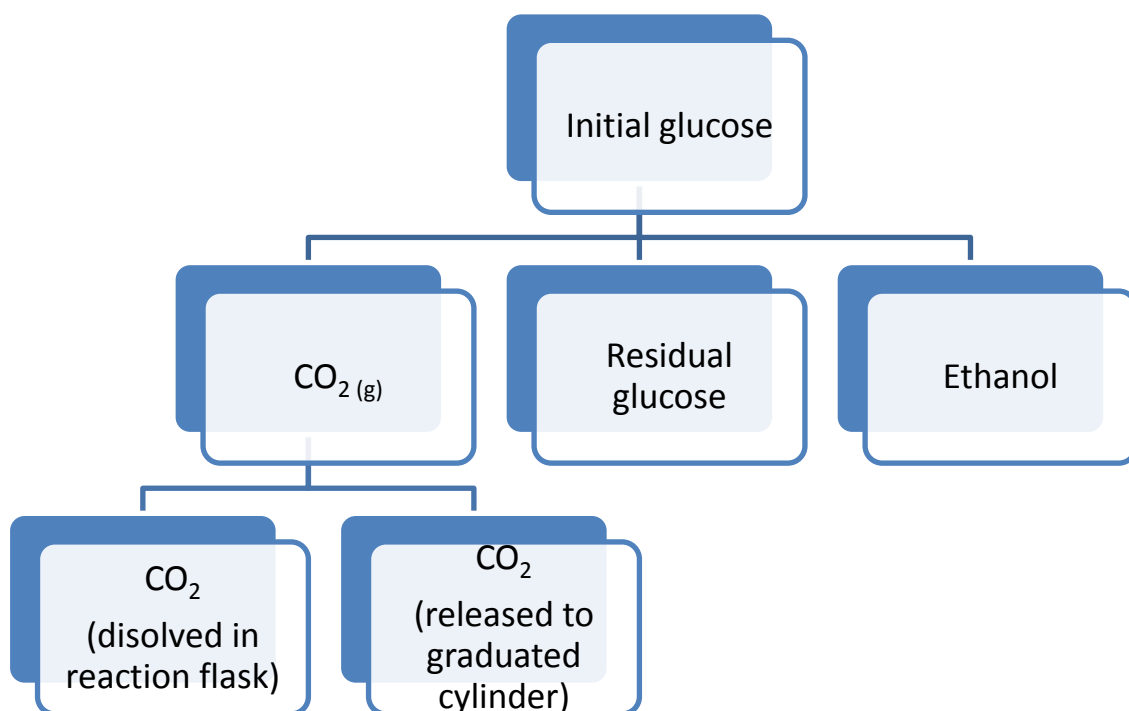 Initial glucose
CO₂ (g)
Residual
glucose
Ethanol
CO₂
(disolved in
reaction flask)
CO₂
(released to
graduated
cylinder)